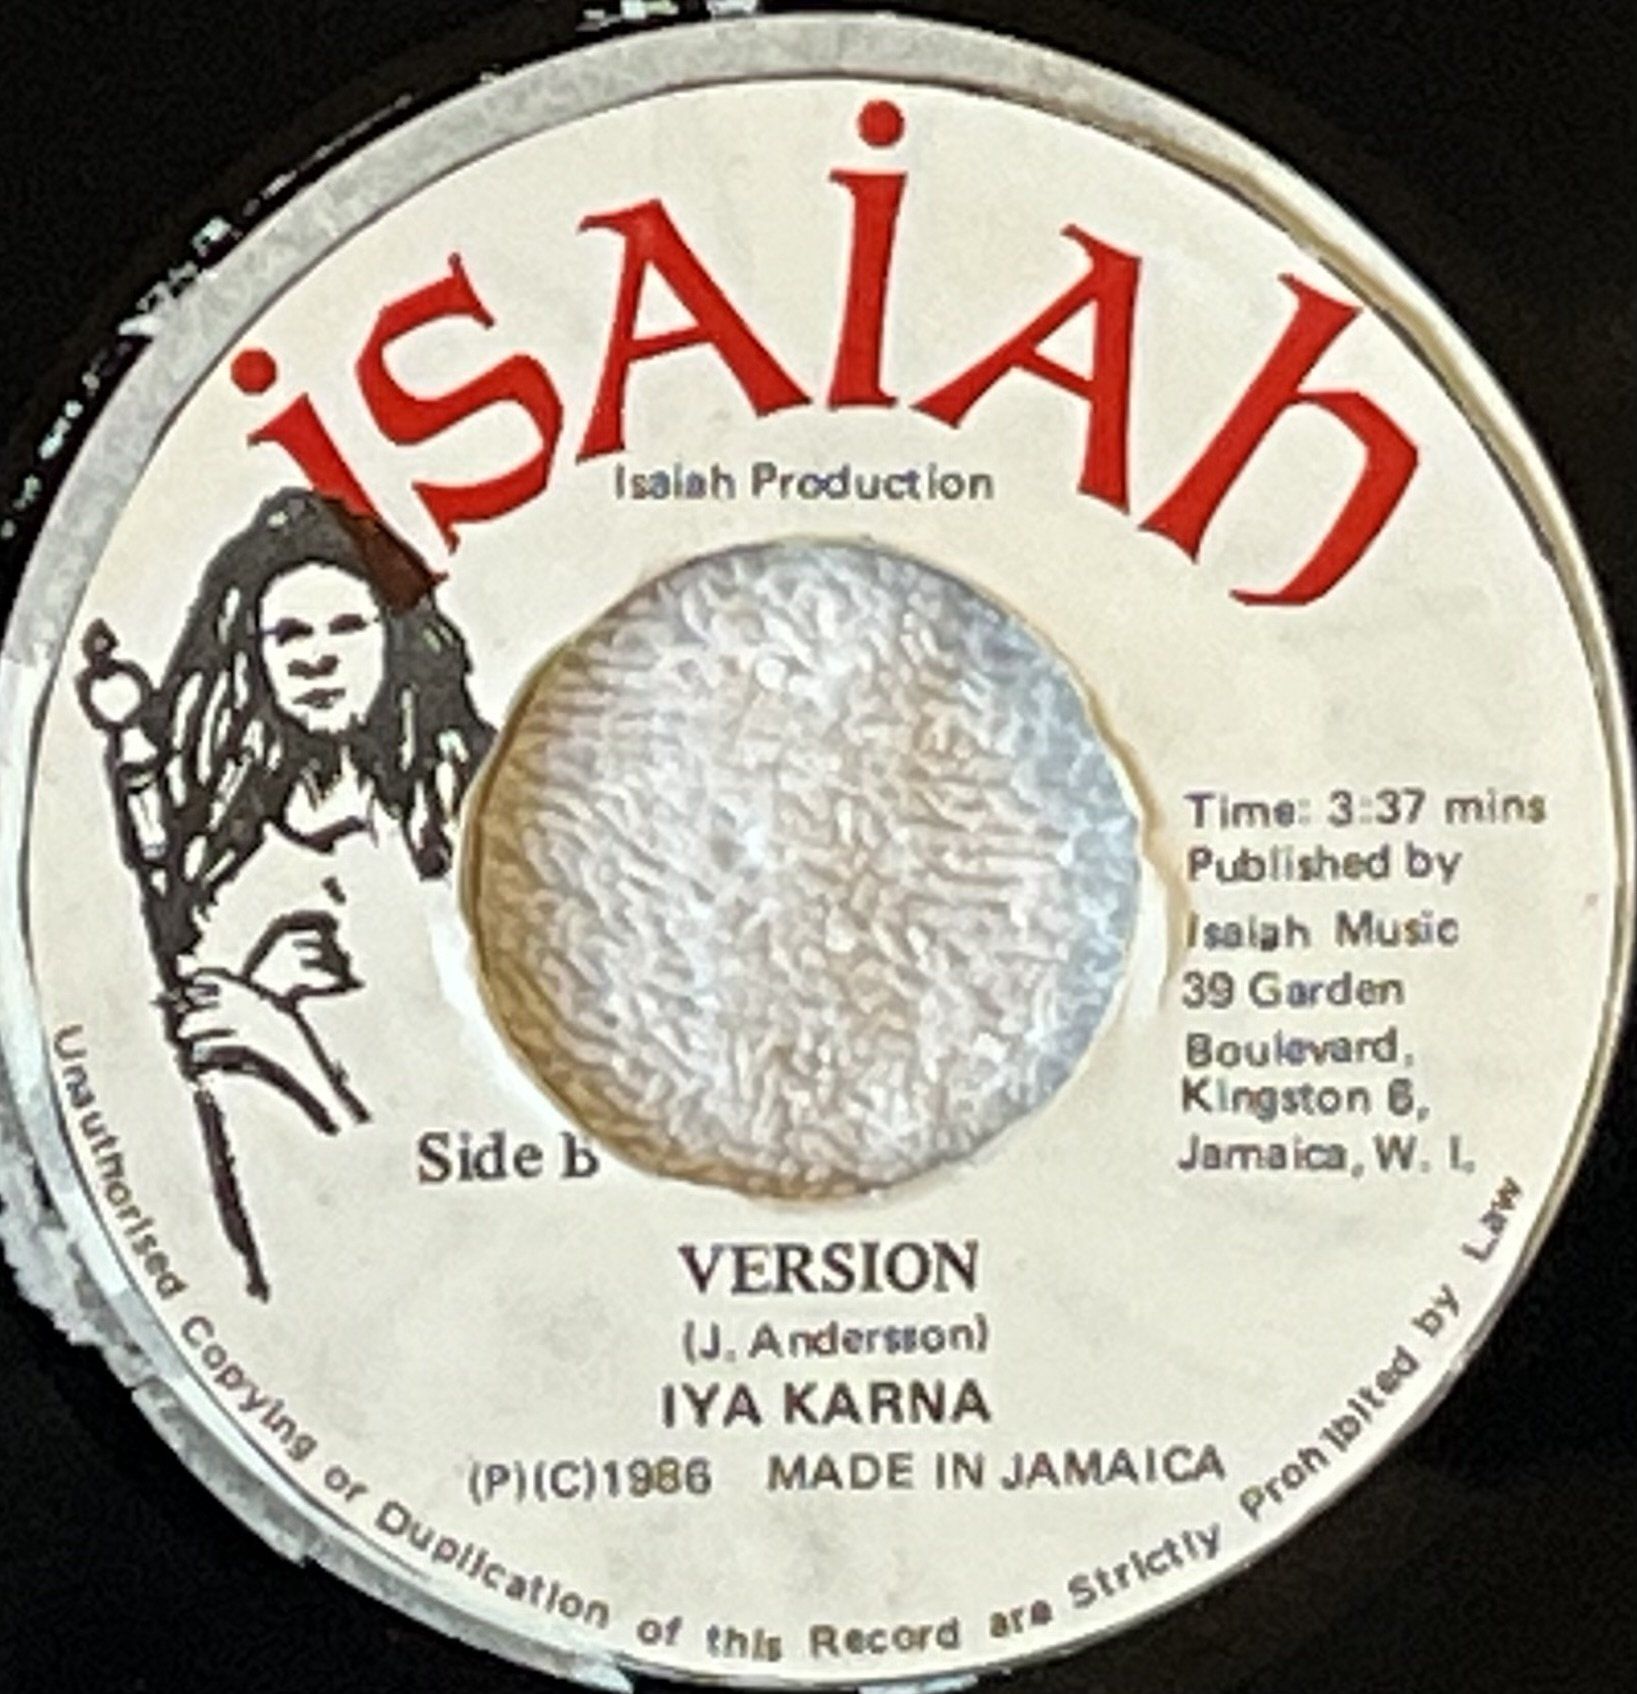 isaiah
Isaiah Production
Time: 3:37 mins
Published by
Isaiah Music
39 Garden
Boulevard,
Kingston 6,
Jamaica, W. I.
Side b
VERSION
(J. Andersson)
IYA KARNA
(P)(C)1986 MADE IN JAMAICA
Unauthorised Copying or Duplication of this Record are Strictly Prohibited by Law